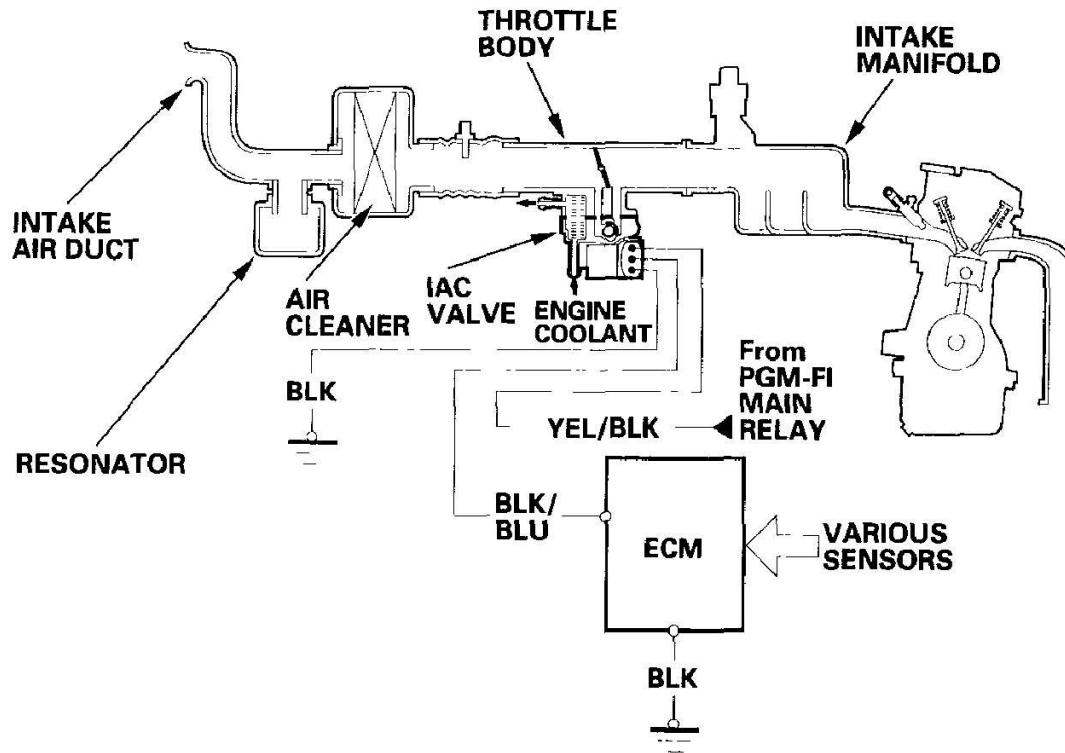 THROTTLE
BODY
INTAKE
MANIFOLD
INTAKE
AIR DUCT
AIR
CLEANER
IAC
VALVE
ENGINE
COOLANT
RESONATOR
BLK
From
PGM-FI
MAIN
RELAY
YEL/BLK
BLK/
BLU
ECM
VARIOUS
SENSORS
BLK